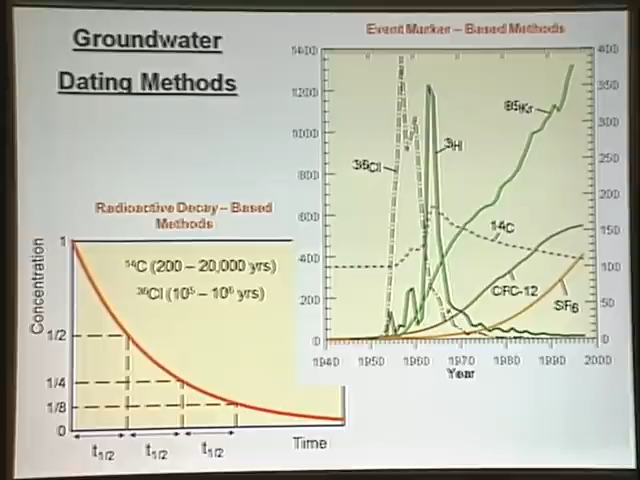 Groundwater
Dating Methods
Event Marker – Based Methods
1400
1200
1000
800
600
400
200
0
400
350
300
250
200
150
100
50
0
85Kr
3H
36Cl
14C
CFC-12
SF6
1940 1950 1960 1970 1980 1990 2000
Year
Radioactive Decay – Based
Methods
14C (200 – 20,000 yrs)
36Cl (10⁵ – 10⁶ yrs)
Concentration
1
1/2
1/4
1/8
0
t1/2 t1/2 t1/2
Time